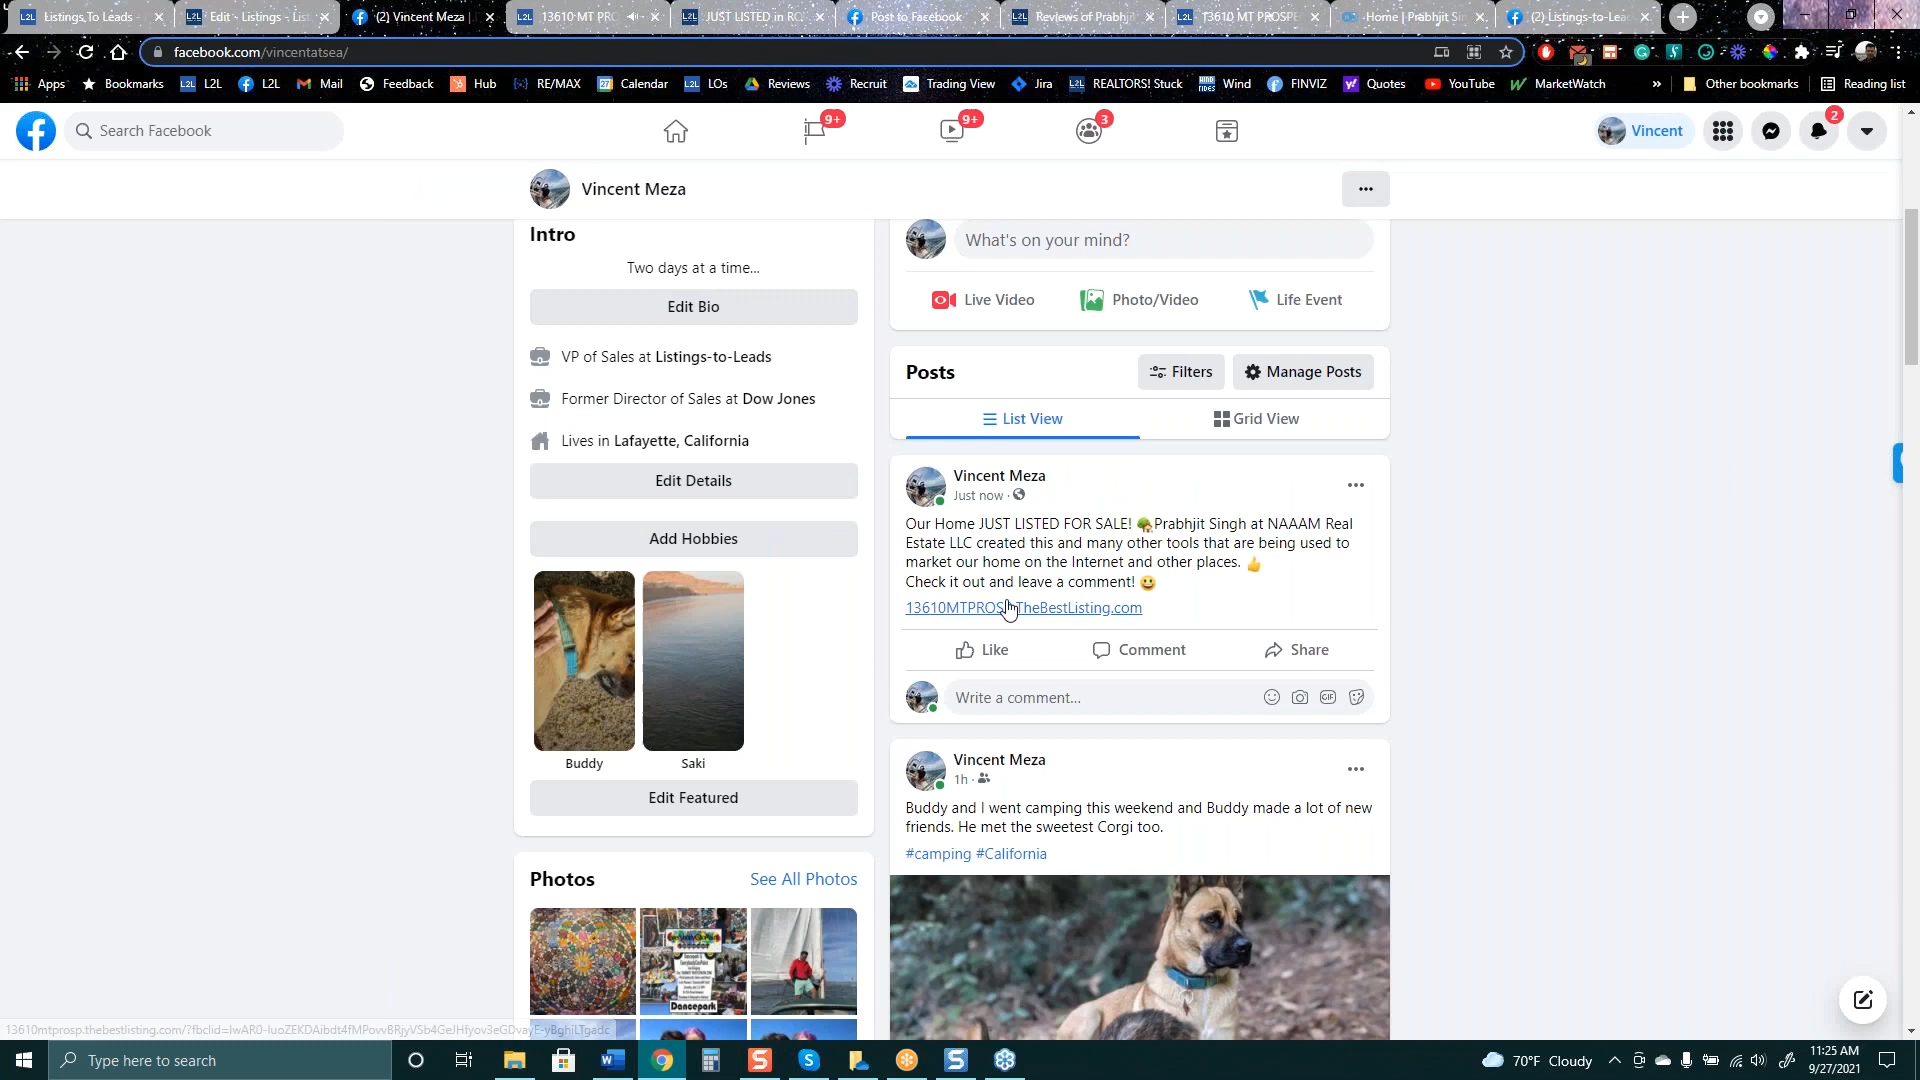 Listings To Leads
Edit - Listings - List
(2) Vincent Meza |
13610 MT PRO
JUST LISTED in RO
Post to Facebook
Reviews of Prabhji
13610 MT PROSPE
Home | Prabhjit Si
(2) Listings-to-Lea
facebook.com/vincentatsea/
Apps
Bookmarks
L2L
L2L
Mail
Feedback
Hub
RE/MAX
Calendar
LOs
Reviews
Recruit
Trading View
Jira
REALTORS! Stuck
Wind
FINVIZ
Quotes
YouTube
MarketWatch
»
Other bookmarks
Reading list
Search Facebook
9+
9+
3
Vincent
2
Vincent Meza
Intro
Two days at a time...
Edit Bio
VP of Sales at Listings-to-Leads
Former Director of Sales at Dow Jones
Lives in Lafayette, California
Edit Details
Add Hobbies
Buddy
Saki
Edit Featured
Photos
See All Photos
Dancepark
What's on your mind?
Live Video
Photo/Video
Life Event
Posts
Filters
Manage Posts
List View
Grid View
Vincent Meza
Just now ·
Our Home JUST LISTED FOR SALE! 🏡Prabhjit Singh at NAAAM Real
Estate LLC created this and many other tools that are being used to
market our home on the Internet and other places. 👍
Check it out and leave a comment! 😀
13610MTPROS TheBestListing.com
Like
Comment
Share
Write a comment...
GIF
Vincent Meza
1h ·
Buddy and I went camping this weekend and Buddy made a lot of new
friends. He met the sweetest Corgi too.
#camping #California
Type here to search
70°F Cloudy
11:25 AM
9/27/2021